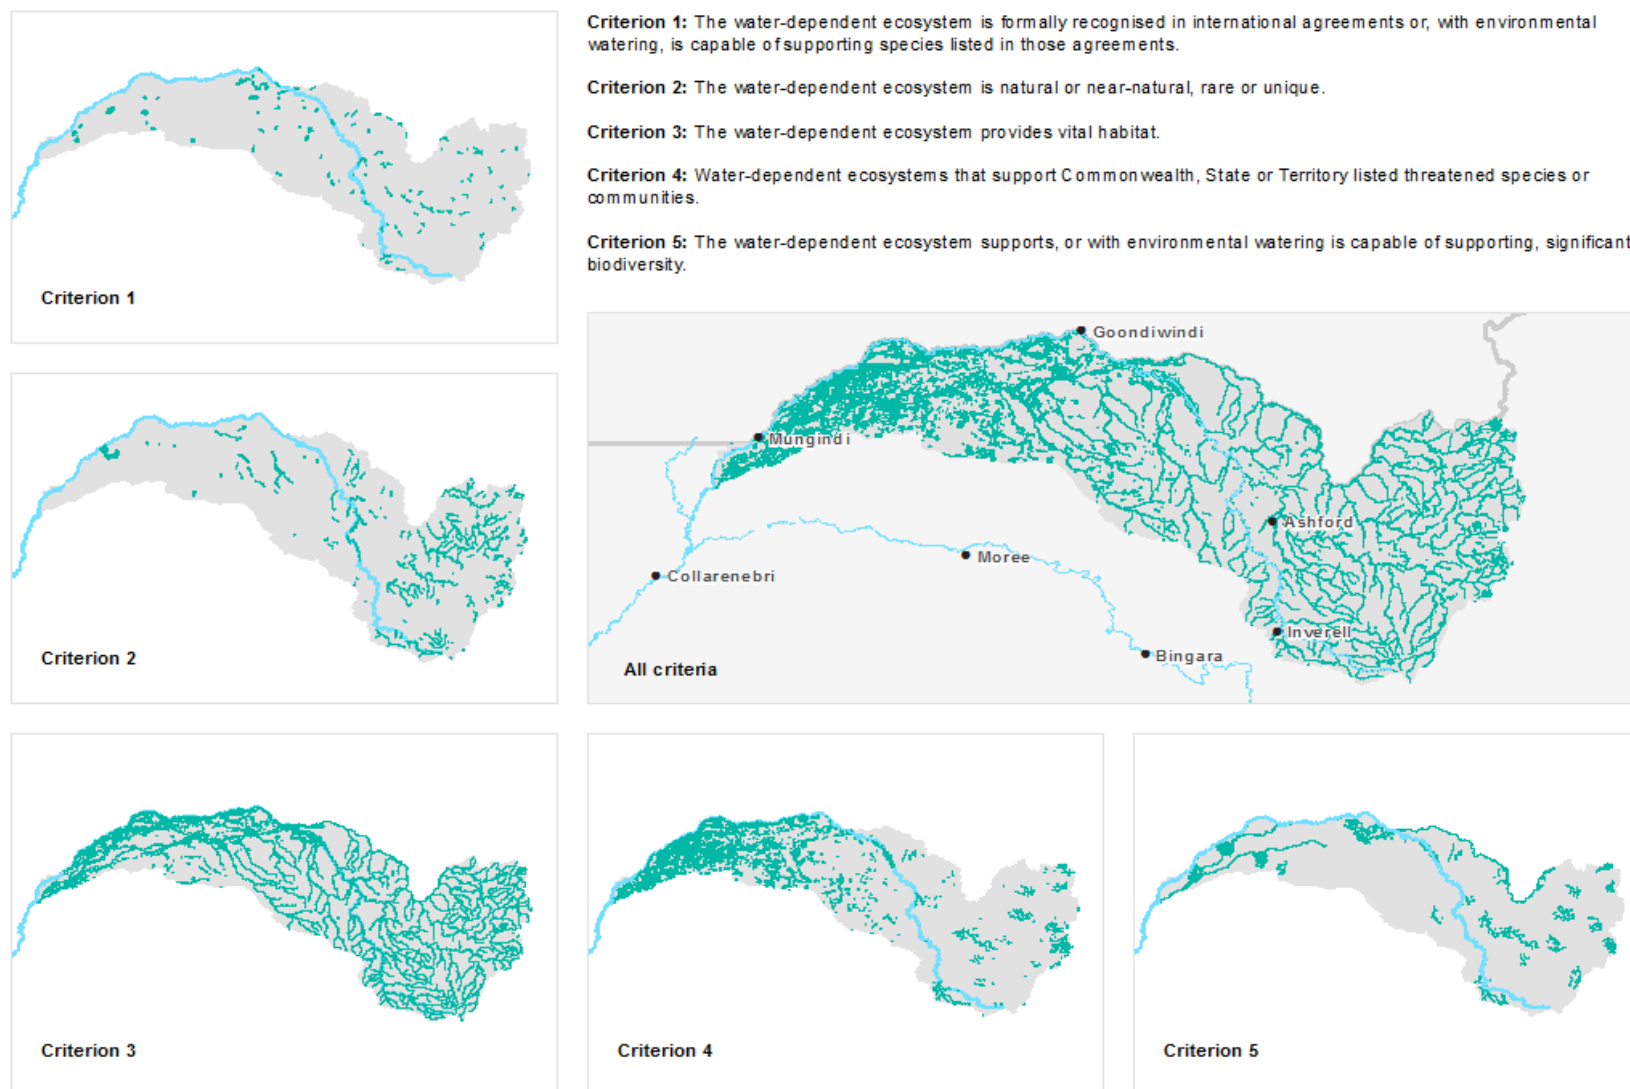 Criterion 1: The water-dependent ecosystem is formally recognised in international agreements or, with environmental
watering, is capable of supporting species listed in those agreements.
Criterion 2: The water-dependent ecosystem is natural or near-natural, rare or unique.
Criterion 3: The water-dependent ecosystem provides vital habitat.
Criterion 4: Water-dependent ecosystems that support Commonwealth, State or Territory listed threatened species or
communities.
Criterion 5: The water-dependent ecosystem supports, or with environmental watering is capable of supporting, significant
biodiversity.
Criterion 1
Goondiwindi
Mungindi
Ashford
Moree
Collarenebri
Inverell
Bingara
All criteria
Criterion 2
Criterion 3
Criterion 4
Criterion 5